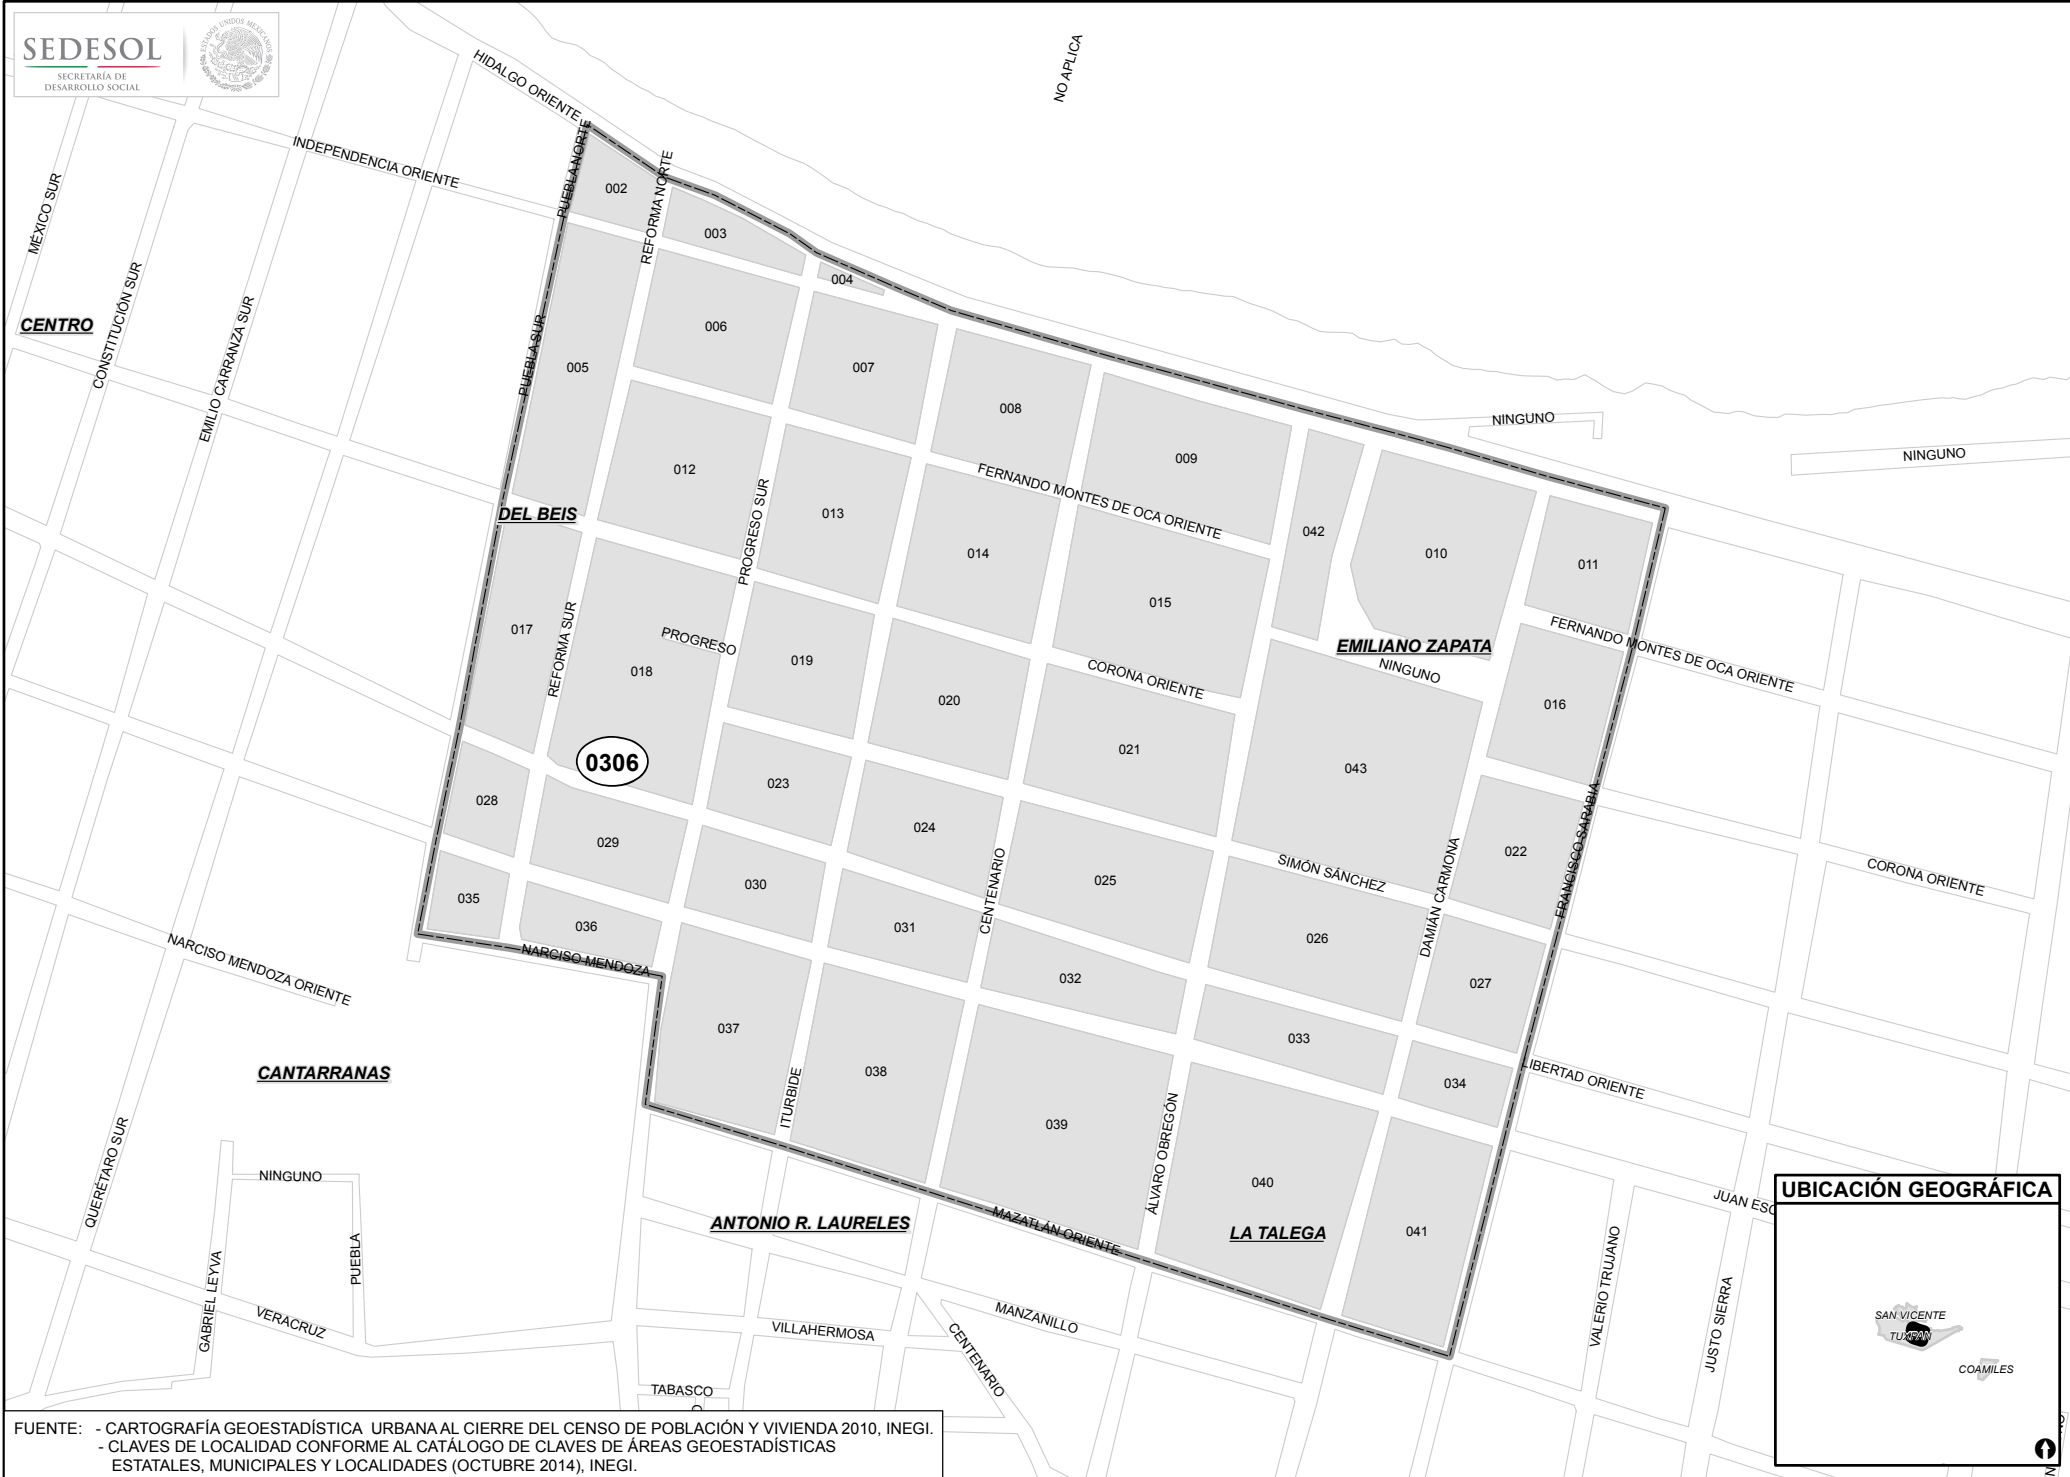 SEDESOL
SECRETARÍA DE
DESARROLLO SOCIAL
ESTADOS UNIDOS MEXICANOS
NO APLICA
HIDALGO ORIENTE
INDEPENDENCIA ORIENTE
PUEBLA NORTE
REFORMA NORTE
MÉXICO SUR
CONSTITUCIÓN SUR
EMILIO CARRANZA SUR
PUEBLA SUR
CENTRO
002
003
004
005
006
007
008
009
NINGUNO
NINGUNO
012
PROGRESO SUR
013
FERNANDO MONTES DE OCA ORIENTE
014
042
010
011
DEL BEIS
015
017
REFORMA SUR
018
PROGRESO
019
020
CORONA ORIENTE
EMILIANO ZAPATA
NINGUNO
FERNANDO MONTES DE OCA ORIENTE
016
021
043
0306
023
024
028
029
030
CENTENARIO
025
SIMÓN SÁNCHEZ
DAMIÁN CARMONA
022
FRANCISCO SARABIA
CORONA ORIENTE
035
036
031
026
NARCISO MENDOZA ORIENTE
NARCISO MENDOZA
032
027
037
038
033
034
LIBERTAD ORIENTE
CANTARRANAS
ITURBIDE
039
ÁLVARO OBREGÓN
040
041
QUERÉTARO SUR
NINGUNO
PUEBLA
GABRIEL LEYVA
VERACRUZ
ANTONIO R. LAURELES
MAZATLÁN ORIENTE
LA TALEGA
JUAN ESC
VALERIO TRUJANO
JUSTO SIERRA
MANZANILLO
VILLAHERMOSA
CENTENARIO
TABASCO
UBICACIÓN GEOGRÁFICA
SAN VICENTE
TUXPAN
COAMILES
FUENTE: - CARTOGRAFÍA GEOESTADÍSTICA URBANA AL CIERRE DEL CENSO DE POBLACIÓN Y VIVIENDA 2010, INEGI.
- CLAVES DE LOCALIDAD CONFORME AL CATÁLOGO DE CLAVES DE ÁREAS GEOESTADÍSTICAS
ESTATALES, MUNICIPALES Y LOCALIDADES (OCTUBRE 2014), INEGI.